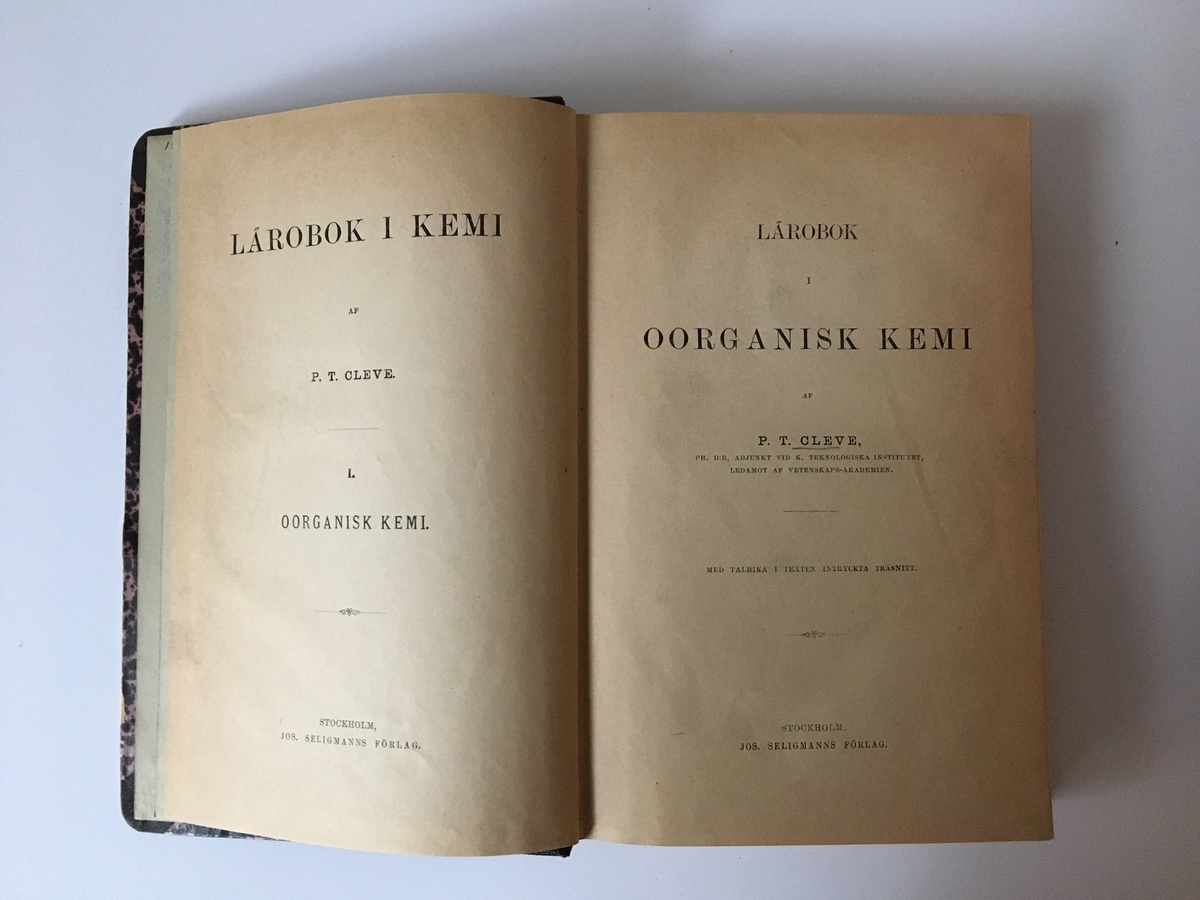 LÄROBOK I KEMI
AF
P. T. CLEVE.
I.
OORGANISK KEMI.
STOCKHOLM,
JOS. SELIGMANNS FÖRLAG.
LÄROBOK
I
OORGANISK KEMI
AF
P. T. CLEVE,
PH. D:R, ADJUNKT VID K. TEKNOLOGISKA INSTITUTET,
LEDAMOT AF VETENSKAPS-AKADEMIEN.
MED TALRIKA I TEXTEN INTRYCKTA TRÄSNITT.
STOCKHOLM.
JOS. SELIGMANNS FÖRLAG.